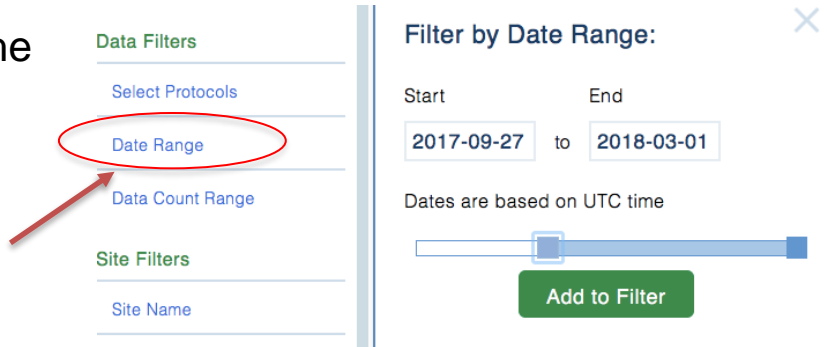 Data Filters
Select Protocols
Date Range
Data Count Range
Site Filters
Site Name
Filter by Date Range:
Start End
2017-09-27 to 2018-03-01
Dates are based on UTC time
Add to Filter